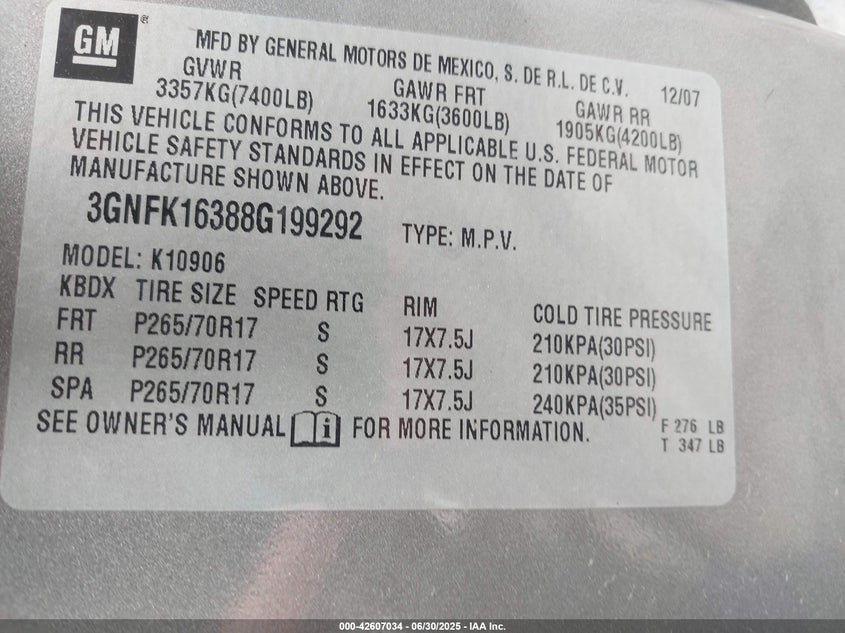 GM ®
MFD BY GENERAL MOTORS DE MEXICO, S. DE R.L. DE C.V. 12/07
GVWR GAWR FRT GAWR RR
3357KG(7400LB) 1633KG(3600LB) 1905KG(4200LB)
THIS VEHICLE CONFORMS TO ALL APPLICABLE U.S. FEDERAL MOTOR
VEHICLE SAFETY STANDARDS IN EFFECT ON THE DATE OF
MANUFACTURE SHOWN ABOVE.
3GNFK16388G199292 TYPE: M.P.V.
MODEL: K10906
KBDX TIRE SIZE SPEED RTG RIM COLD TIRE PRESSURE
FRT P265/70R17 S 17X7.5J 210KPA(30PSI)
RR P265/70R17 S 17X7.5J 210KPA(30PSI)
SPA P265/70R17 S 17X7.5J 240KPA(35PSI)
SEE OWNER'S MANUAL i FOR MORE INFORMATION. F 276 LB
T 347 LB
000-42607034 - 06/30/2025 - IAA Inc.